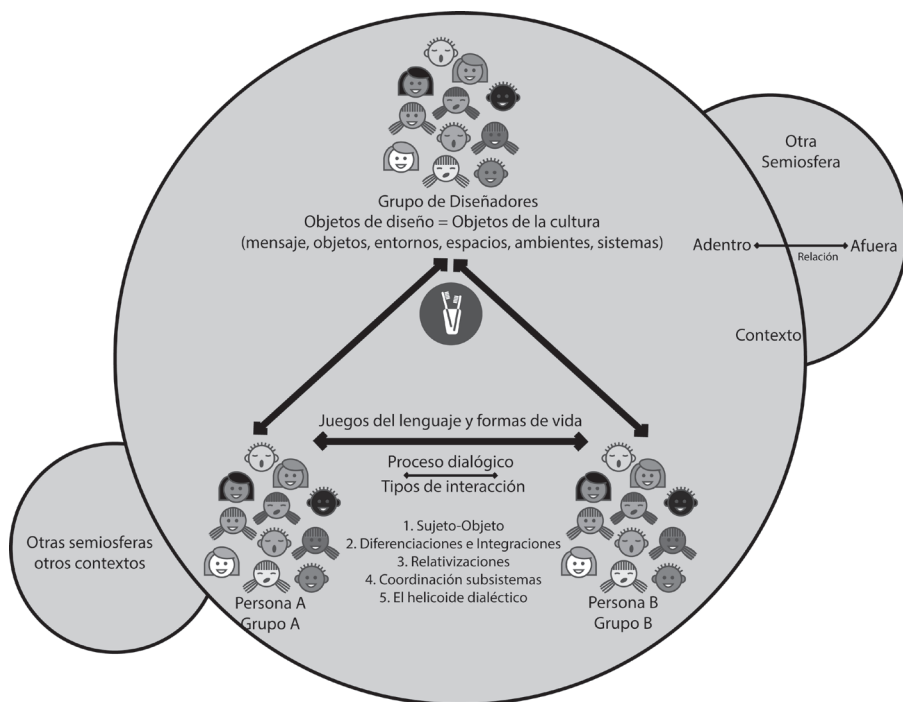 Grupo de Diseñadores
Objetos de diseño = Objetos de la cultura
(mensaje, objetos, entornos, espacios, ambientes, sistemas)
Otra
Semiosfera
Adentro
Relación
Afuera
Contexto
Juegos del lenguaje y formas de vida
Proceso dialógico
Tipos de interacción
1. Sujeto-Objeto
2. Diferenciaciones e Integraciones
3. Relativizaciones
4. Coordinación subsistemas
5. El helicoide dialéctico
Otras semiosferas
otros contextos
Persona A
Grupo A
Persona B
Grupo B